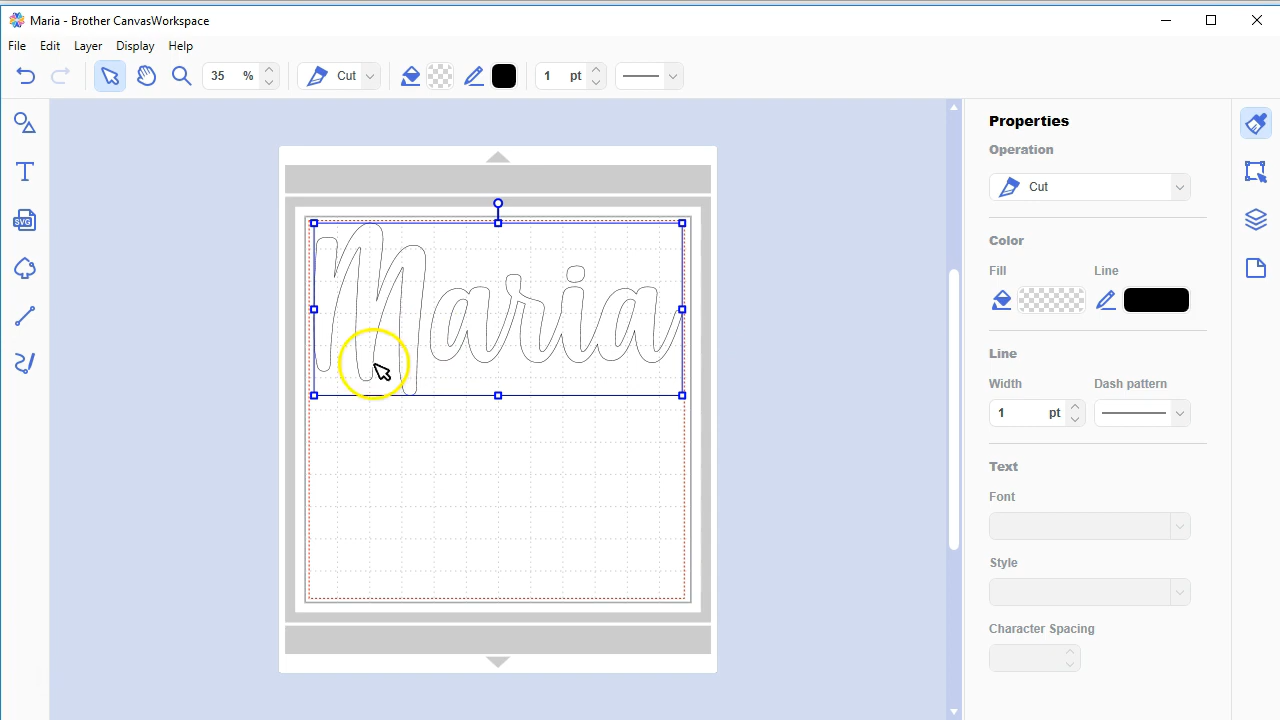 Maria - Brother CanvasWorkspace
File Edit Layer Display Help
35 % Cut 1 pt
Properties
Operation
Cut
Color
Fill Line
Line
Width Dash pattern
1 pt
Text
Font
Style
Character Spacing
SVG
Maria